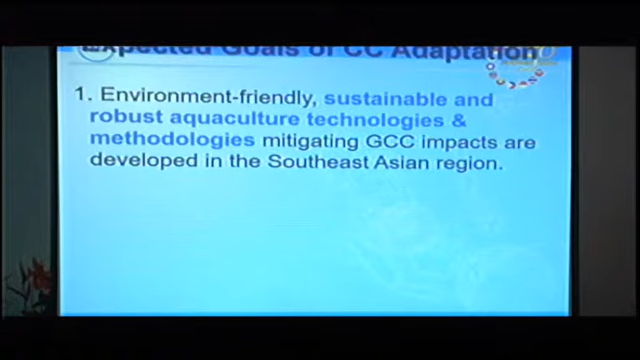 Expected Goals of CC Adaptation
1. Environment-friendly, sustainable and
robust aquaculture technologies &
methodologies mitigating GCC impacts are
developed in the Southeast Asian region.